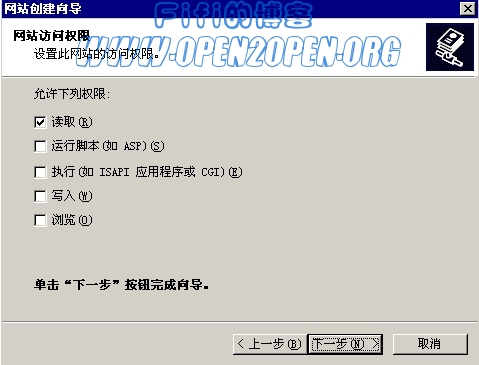 网站创建向导
Fifi的博客
网站访问权限
设置此网站的访问权限。
WWW.OPEN2OPEN.ORG
允许下列权限:
读取(R)
运行脚本(如 ASP)(S)
执行(如 ISAPI 应用程序或 CGI)(E)
写入(W)
浏览(O)
单击“下一步”按钮完成向导。
< 上一步(B) 下一步(N) > 取消